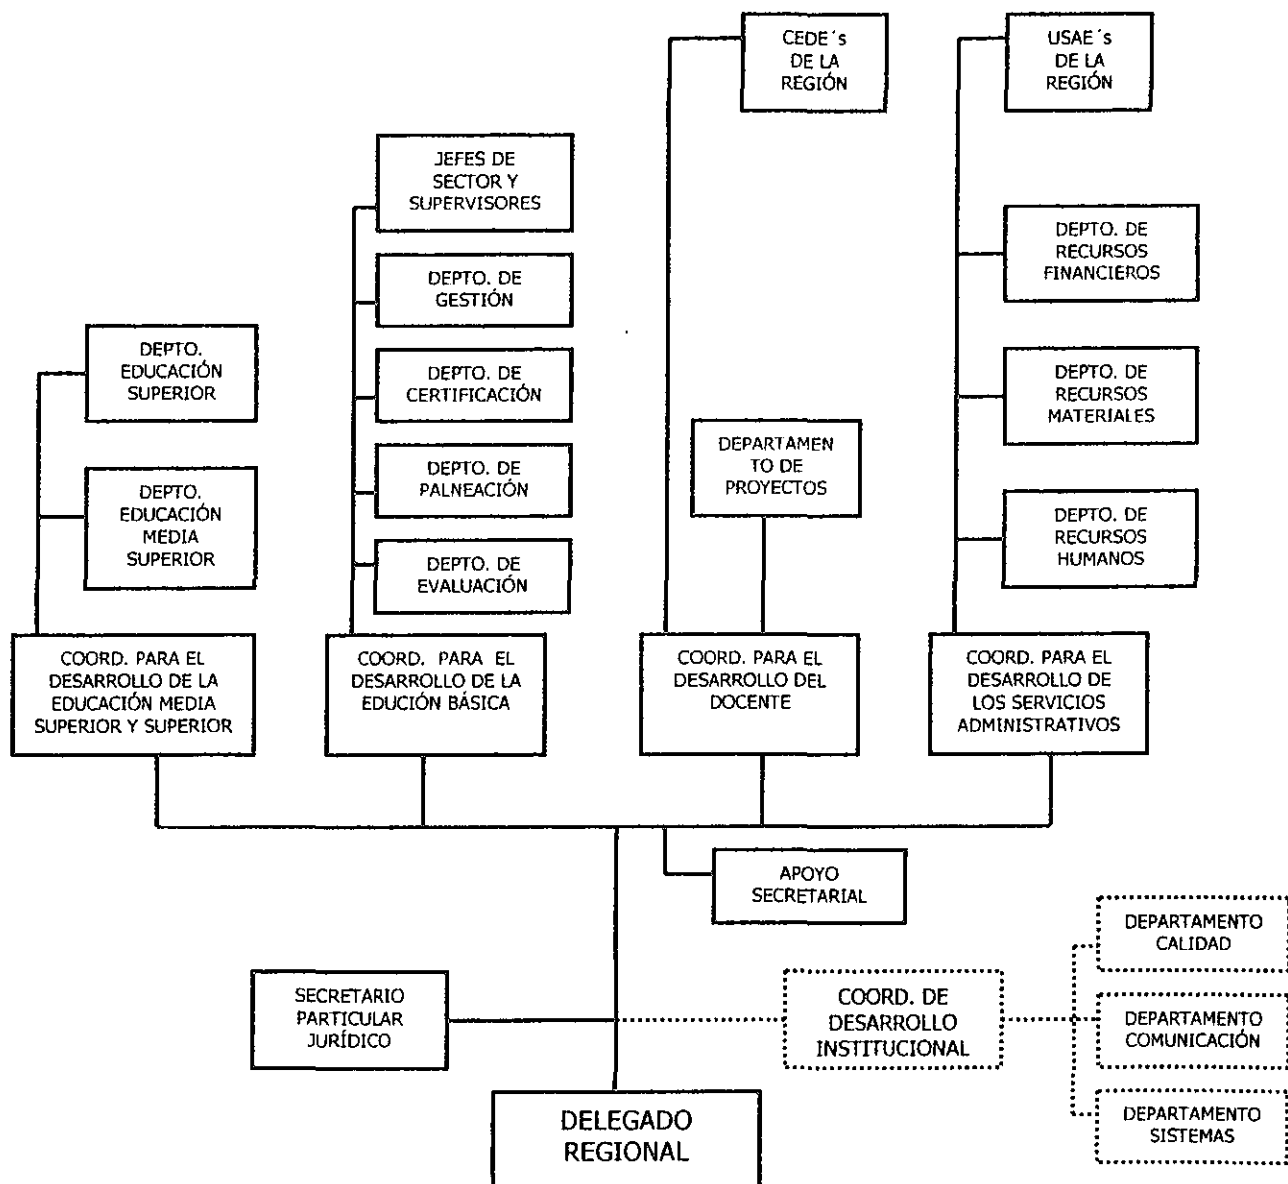 CEDE´s
DE LA
REGIÓN
USAE´s
DE LA
REGIÓN
JEFES DE
SECTOR Y
SUPERVISORES
DEPTO. DE
RECURSOS
FINANCIEROS
DEPTO. DE
GESTIÓN
DEPTO.
EDUCACIÓN
SUPERIOR
DEPTO. DE
CERTIFICACIÓN
DEPTO. DE
RECURSOS
MATERIALES
DEPARTAMEN
TO DE
PROYECTOS
DEPTO.
EDUCACIÓN
MEDIA
SUPERIOR
DEPTO. DE
PALNEACIÓN
DEPTO. DE
RECURSOS
HUMANOS
DEPTO. DE
EVALUACIÓN
COORD. PARA EL
DESARROLLO DE LA
EDUCACIÓN MEDIA
SUPERIOR Y SUPERIOR
COORD. PARA EL
DESARROLLO DE LA
EDUCIÓN BÁSICA
COORD. PARA EL
DESARROLLO DEL
DOCENTE
COORD. PARA EL
DESARROLLO DE
LOS SERVICIOS
ADMINISTRATIVOS
APOYO
SECRETARIAL
DEPARTAMENTO
CALIDAD
SECRETARIO
PARTICULAR
JURÍDICO
COORD. DE
DESARROLLO
INSTITUCIONAL
DEPARTAMENTO
COMUNICACIÓN
DELEGADO
REGIONAL
DEPARTAMENTO
SISTEMAS